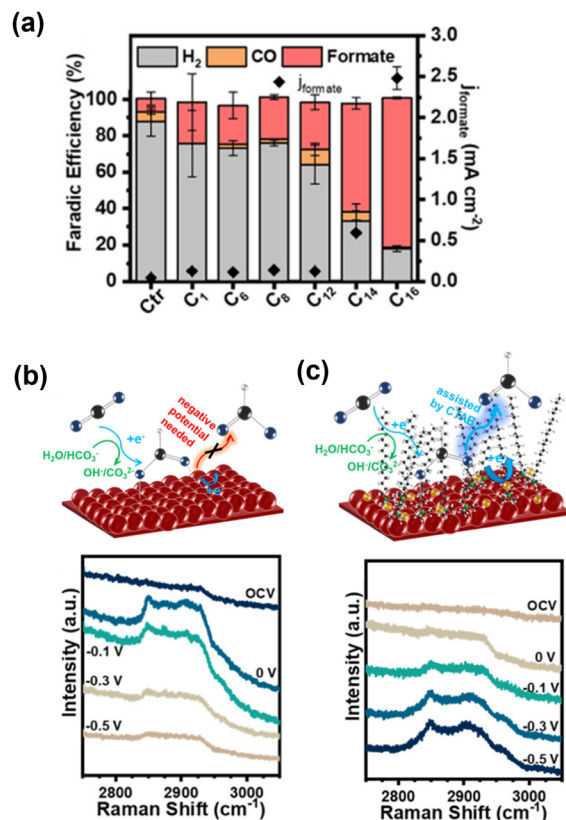 (a)
H₂ CO Formate
j_formate
Faradic Efficiency (%)
100
80
60
40
20
0
3.0
2.5
2.0
1.5
1.0
0.5
0.0
j_formate (mA cm⁻²)
Ctr C₁ C₆ C₈ C₁₂ C₁₄ C₁₆
(b)
negative
potential
needed
+e⁻
H₂O/HCO₃⁻
OH⁻/CO₃²⁻
(c)
assisted
by CTAB
+e⁻
H₂O/HCO₃⁻
OH⁻/CO₃²⁻
+e⁻
Intensity (a.u.)
OCV
0 V
-0.1 V
-0.3 V
-0.5 V
2800 2900 3000
Raman Shift (cm⁻¹)
Intensity (a.u.)
OCV
0 V
-0.1 V
-0.3 V
-0.5 V
2800 2900 3000
Raman Shift (cm⁻¹)